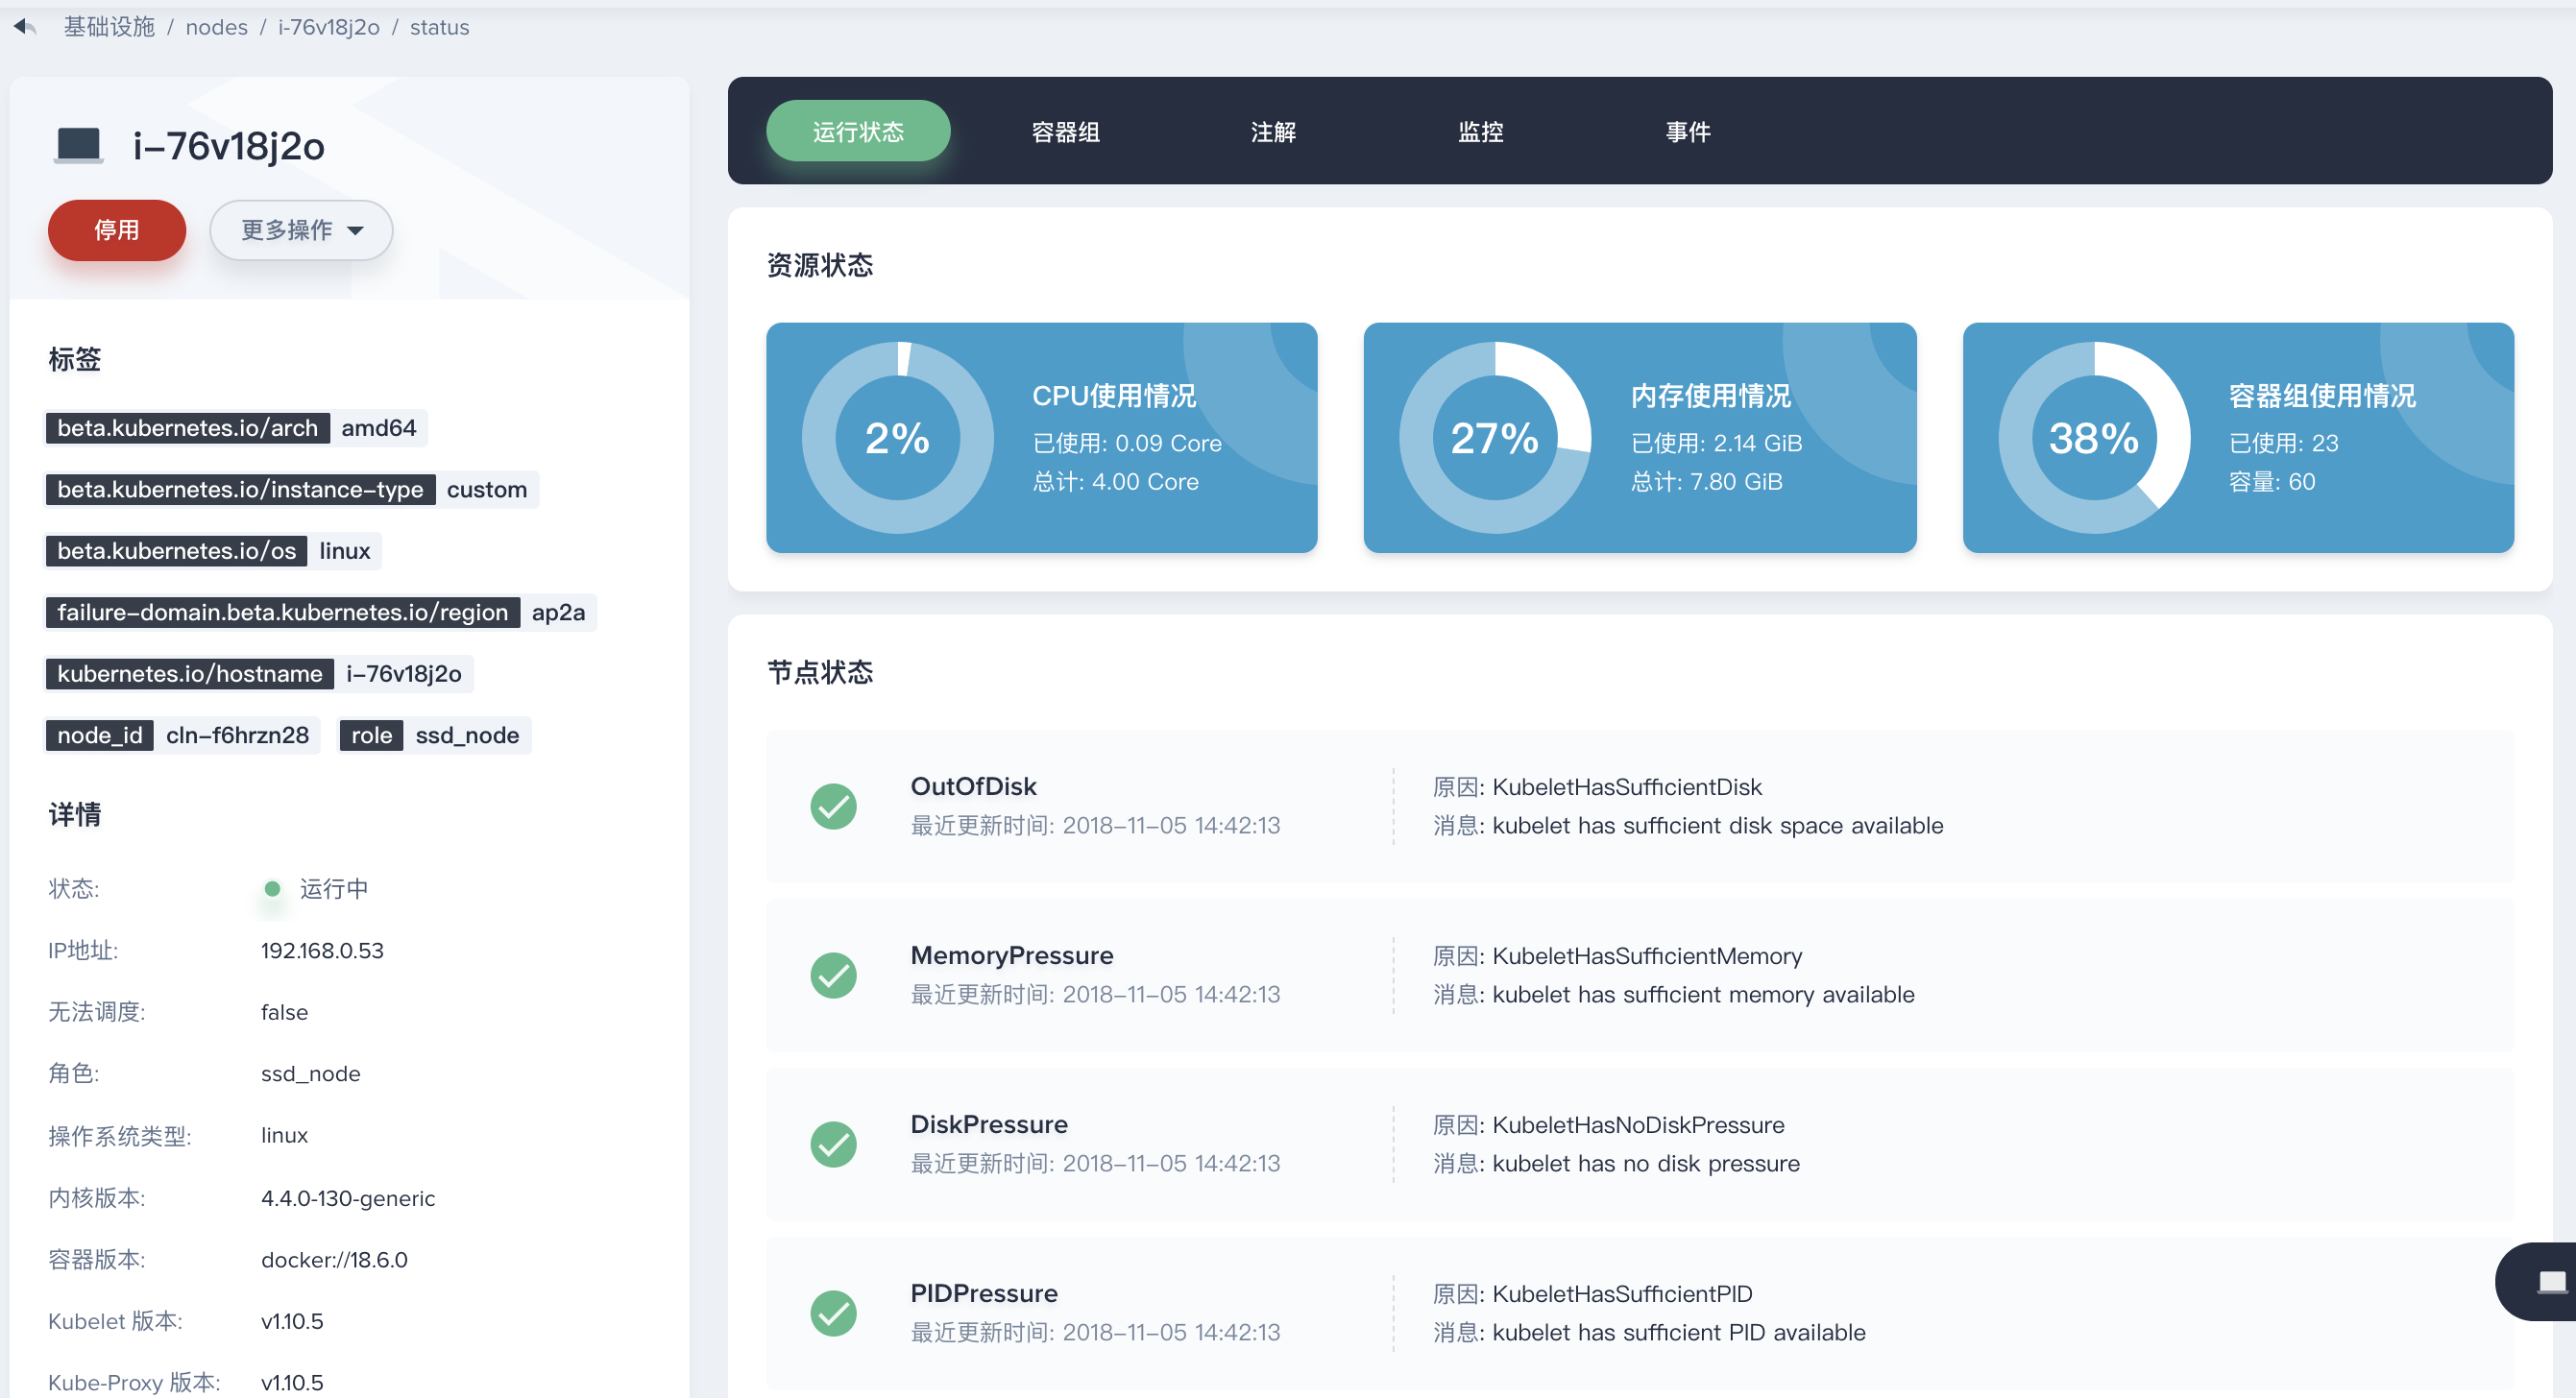 基础设施 / nodes / i-76v18j2o / status
i-76v18j2o
停用 更多操作
标签
beta.kubernetes.io/arch amd64
beta.kubernetes.io/instance-type custom
beta.kubernetes.io/os linux
failure-domain.beta.kubernetes.io/region ap2a
kubernetes.io/hostname i-76v18j2o
node_id cln-f6hrzn28 role ssd_node
详情
状态: 运行中
IP地址: 192.168.0.53
无法调度: false
角色: ssd_node
操作系统类型: linux
内核版本: 4.4.0-130-generic
容器版本: docker://18.6.0
Kubelet 版本: v1.10.5
Kube-Proxy 版本: v1.10.5
运行状态 容器组 注解 监控 事件
资源状态
2%
CPU使用情况
已使用: 0.09 Core
总计: 4.00 Core
27%
内存使用情况
已使用: 2.14 GiB
总计: 7.80 GiB
38%
容器组使用情况
已使用: 23
容量: 60
节点状态
OutOfDisk
最近更新时间: 2018-11-05 14:42:13
原因: KubeletHasSufficientDisk
消息: kubelet has sufficient disk space available
MemoryPressure
最近更新时间: 2018-11-05 14:42:13
原因: KubeletHasSufficientMemory
消息: kubelet has sufficient memory available
DiskPressure
最近更新时间: 2018-11-05 14:42:13
原因: KubeletHasNoDiskPressure
消息: kubelet has no disk pressure
PIDPressure
最近更新时间: 2018-11-05 14:42:13
原因: KubeletHasSufficientPID
消息: kubelet has sufficient PID available